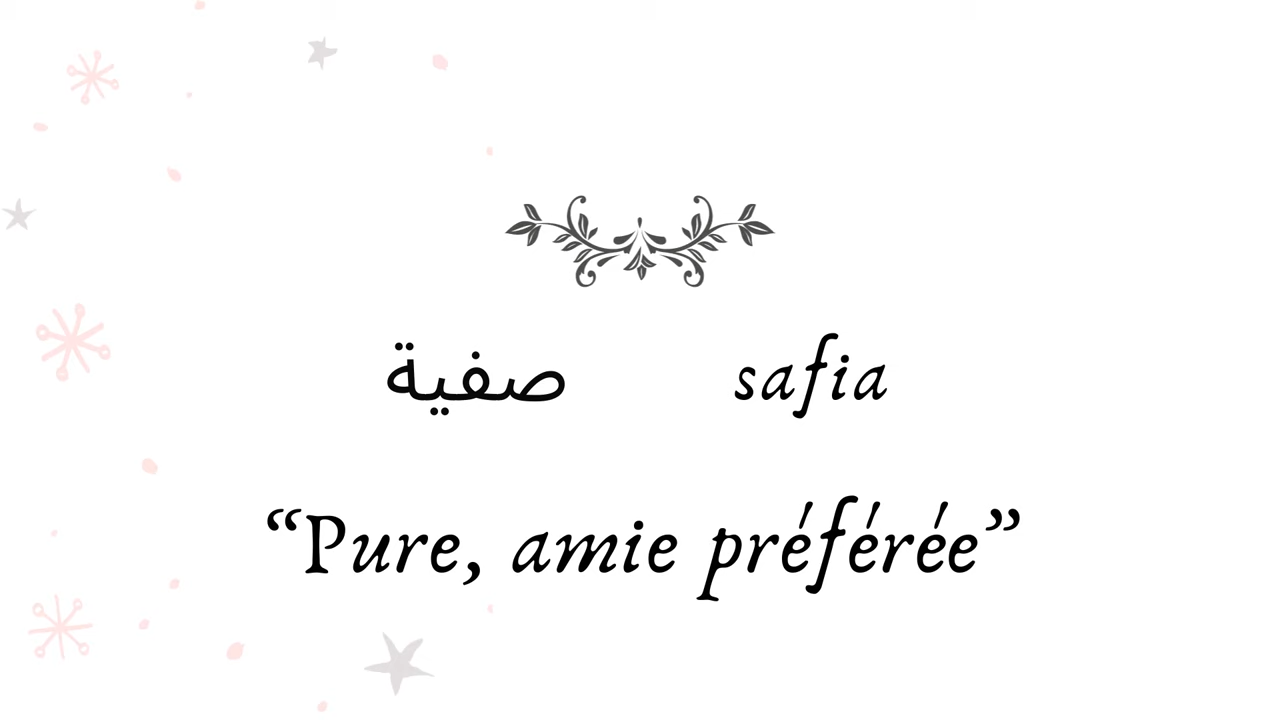 صفية safia
“Pure, amie préférée”